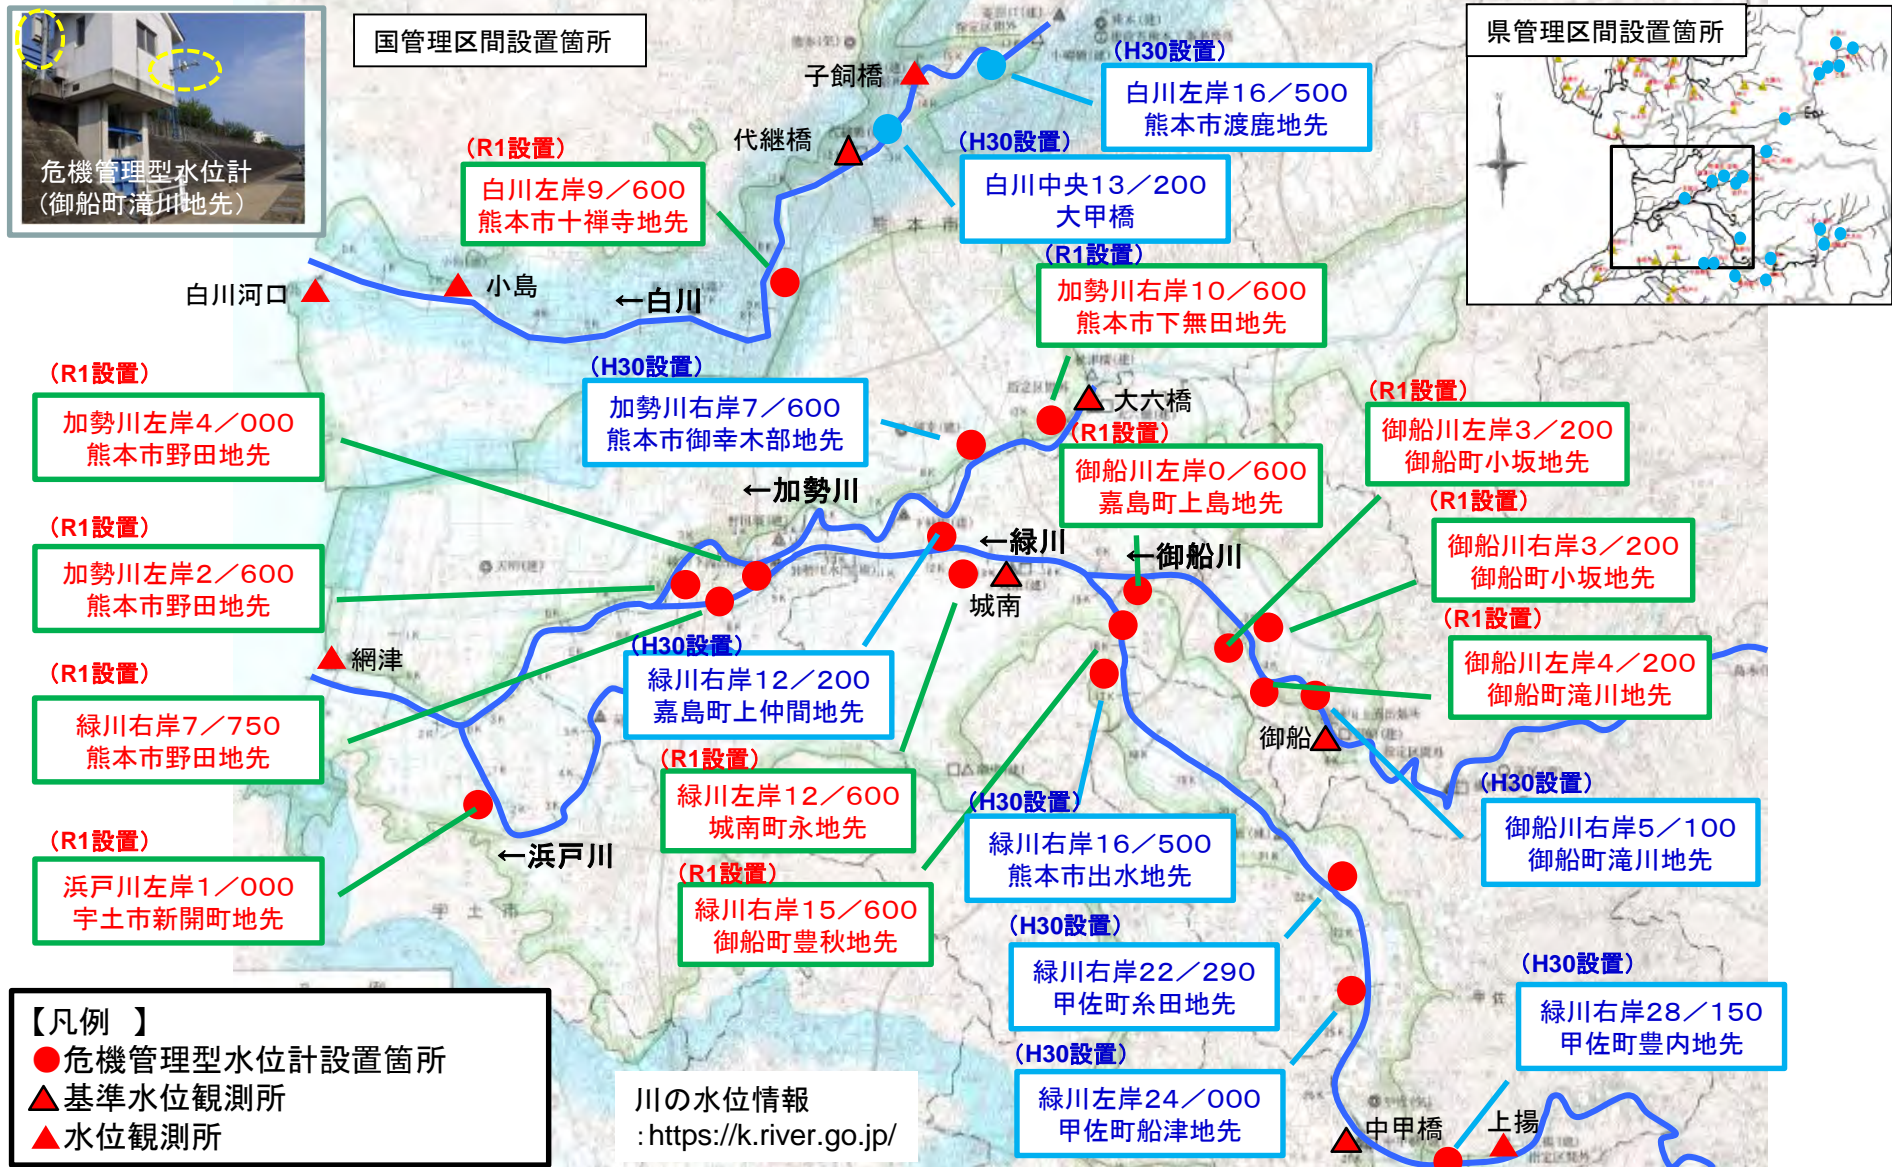 国管理区間設置箇所
県管理区間設置箇所
危機管理型水位計
(御船町滝川地先)
子飼橋
(H30設置)
白川左岸16／500
熊本市渡鹿地先
代継橋
(H30設置)
白川中央13／200
大甲橋
(R1設置)
白川左岸9／600
熊本市十禅寺地先
熊本市
白川河口
小島
←白川
(R1設置)
加勢川右岸10／600
熊本市下無田地先
(R1設置)
加勢川左岸4／000
熊本市野田地先
(H30設置)
加勢川右岸7／600
熊本市御幸木部地先
大六橋
(R1設置)
御船川左岸0／600
嘉島町上島地先
(R1設置)
御船川左岸3／200
御船町小坂地先
←加勢川
(R1設置)
御船川右岸3／200
御船町小坂地先
(R1設置)
加勢川左岸2／600
熊本市野田地先
←緑川
←御船川
城南
(R1設置)
御船川左岸4／200
御船町滝川地先
網津
(H30設置)
緑川右岸12／200
嘉島町上仲間地先
(R1設置)
緑川右岸7／750
熊本市野田地先
御船
(R1設置)
緑川左岸12／600
城南町永地先
(H30設置)
緑川右岸16／500
熊本市出水地先
(H30設置)
御船川右岸5／100
御船町滝川地先
(R1設置)
浜戸川左岸1／000
宇土市新開町地先
←浜戸川
宇土市
(R1設置)
緑川右岸15／600
御船町豊秋地先
(H30設置)
緑川右岸22／290
甲佐町糸田地先
(H30設置)
緑川右岸28／150
甲佐町豊内地先
(H30設置)
緑川左岸24／000
甲佐町船津地先
中甲橋
上揚
【凡例 】
危機管理型水位計設置箇所
基準水位観測所
水位観測所
川の水位情報
：https://k.river.go.jp/